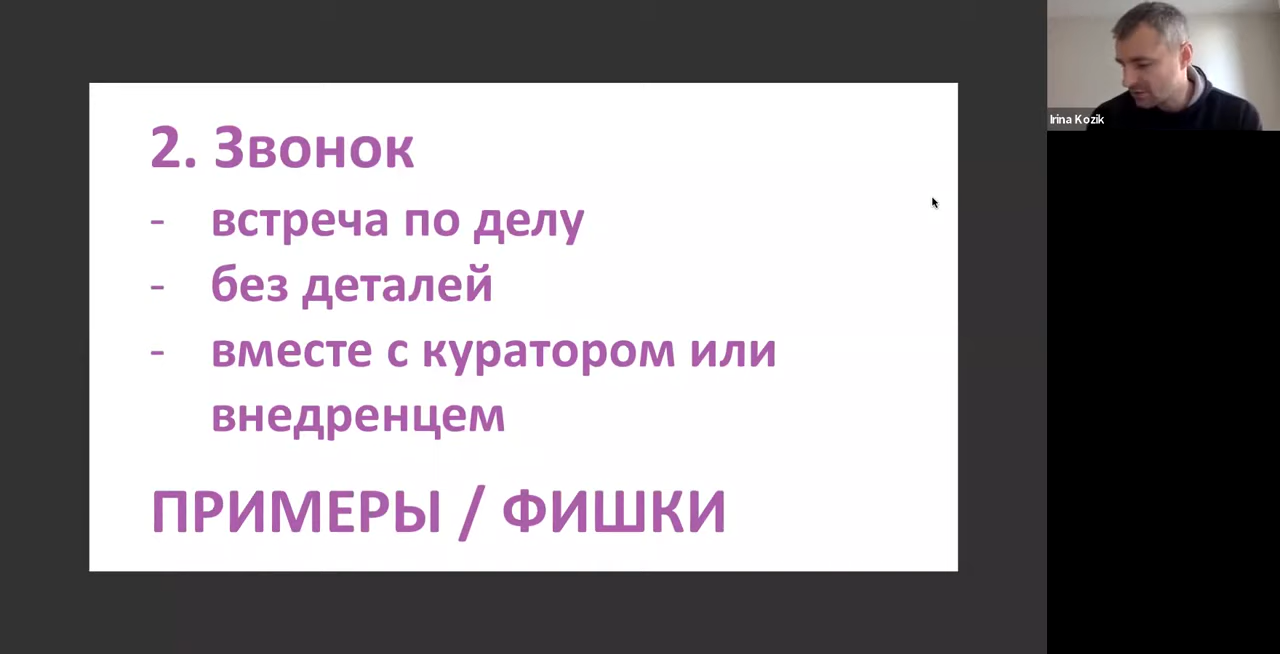 2. Звонок
- встреча по делу
- без деталей
- вместе с куратором или
внедренцем
ПРИМЕРЫ / ФИШКИ
Irina Kozik